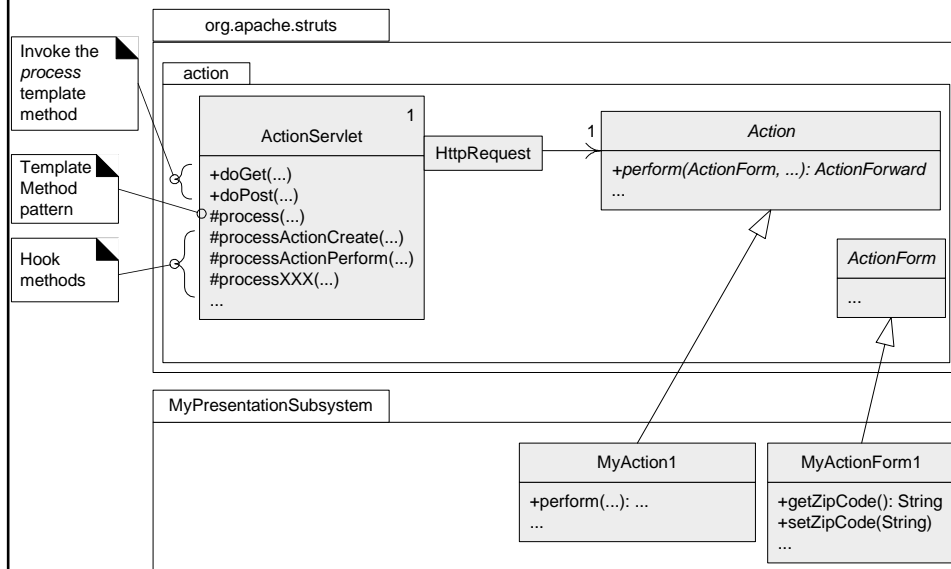 org.apache.struts
Invoke the
process
template
method
Template
Method
pattern
Hook
methods
action
1
ActionServlet
+doGet(...)
+doPost(...)
#process(...)
#processActionCreate(...)
#processActionPerform(...)
#processXXX(...)
...
HttpRequest
1
Action
+perform(ActionForm, ...): ActionForward
...
ActionForm
...
MyPresentationSubsystem
MyAction1
+perform(...): ...
...
MyActionForm1
+getZipCode(): String
+setZipCode(String)
...